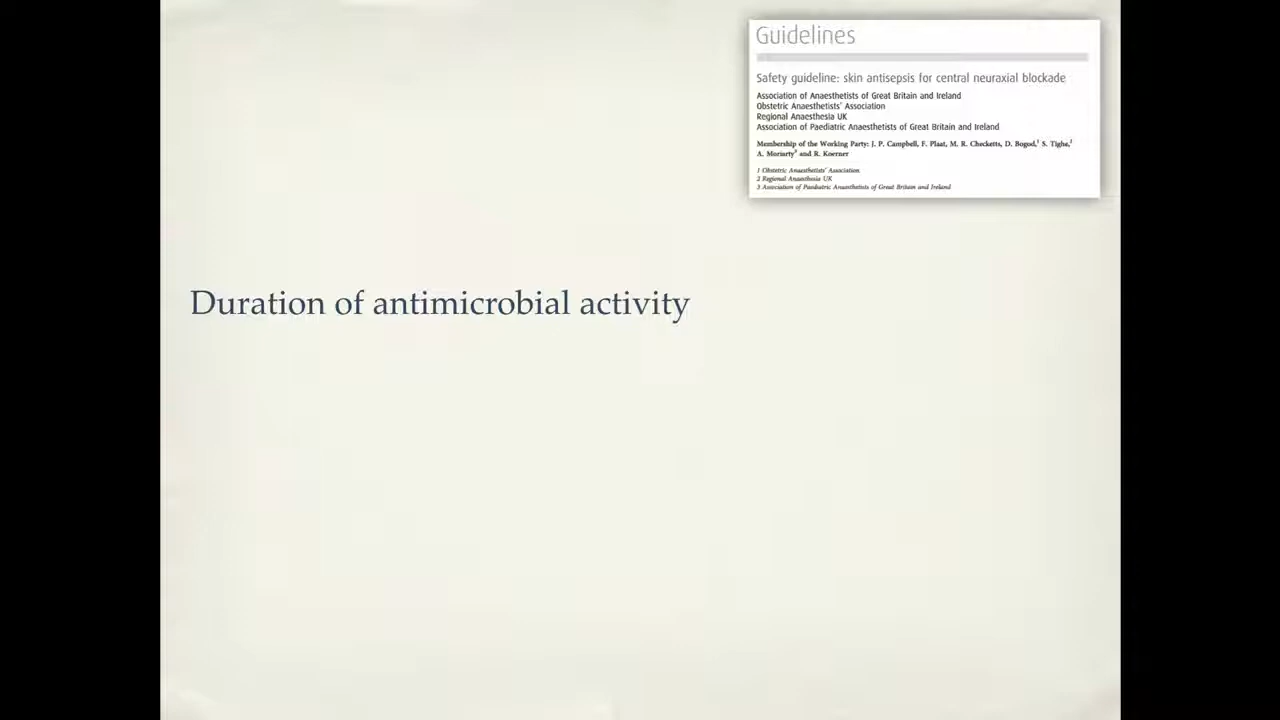 Guidelines
Safety guideline: skin antisepsis for central neuraxial blockade
Association of Anaesthetists of Great Britain and Ireland
Obstetric Anaesthetists' Association
Regional Anaesthesia UK
Association of Paediatric Anaesthetists of Great Britain and Ireland
Membership of the Working Party: J. P. Campbell, F. Plaat, M. R. Checketts, D. Bogod,1 S. Tighe,2
A. Moriarty3 and R. Koerner
1 Obstetric Anaesthetists' Association
2 Regional Anaesthesia UK
3 Association of Paediatric Anaesthetists of Great Britain and Ireland
Duration of antimicrobial activity